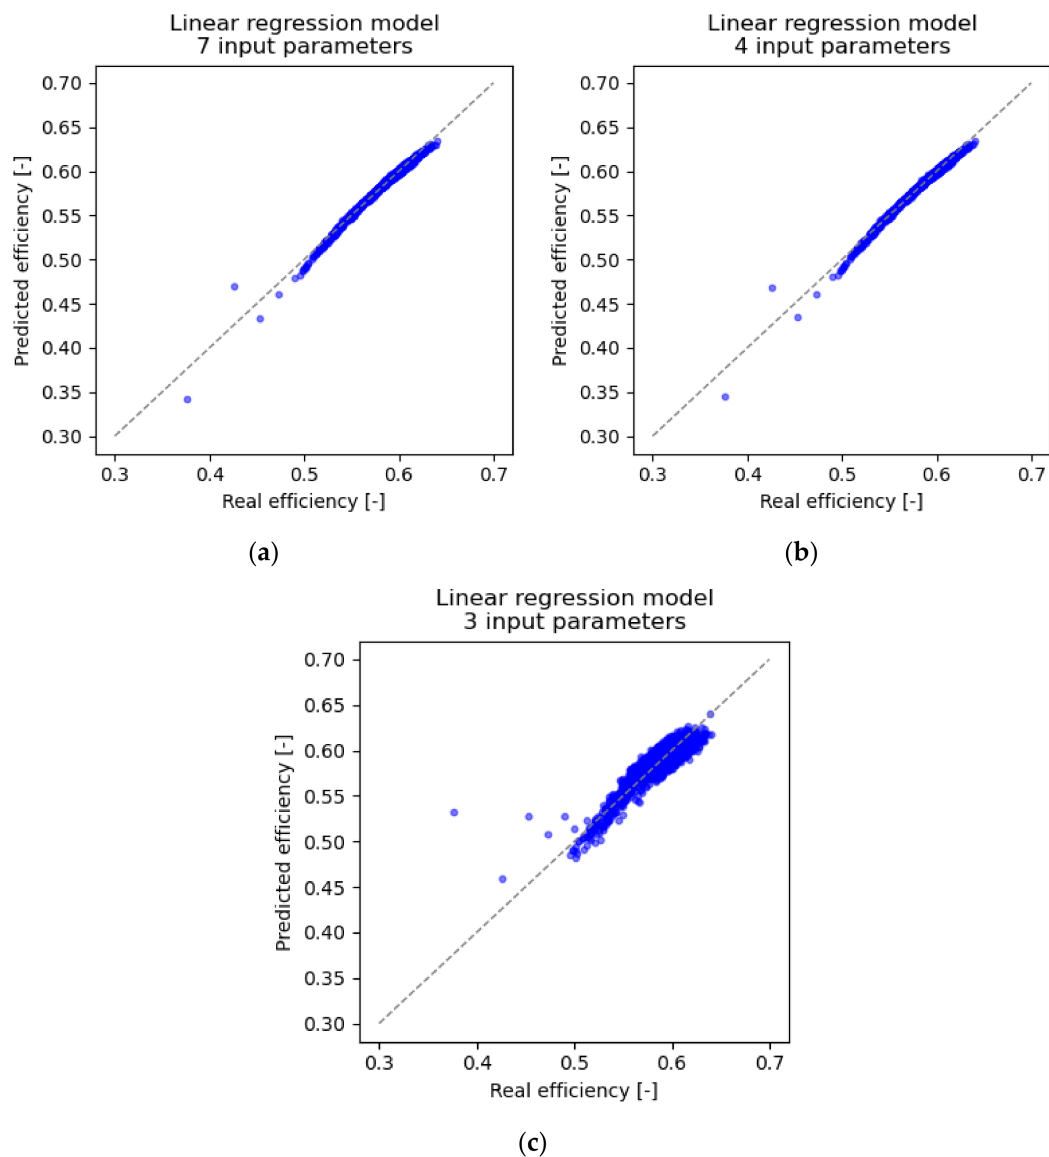 Linear regression model
7 input parameters
0.70
0.65
0.60
0.55
0.50
0.45
0.40
0.35
0.30
Predicted efficiency [-]
0.3 0.4 0.5 0.6 0.7
Real efficiency [-]
(a)
Linear regression model
4 input parameters
0.70
0.65
0.60
0.55
0.50
0.45
0.40
0.35
0.30
Predicted efficiency [-]
0.3 0.4 0.5 0.6 0.7
Real efficiency [-]
(b)
Linear regression model
3 input parameters
0.70
0.65
0.60
0.55
0.50
0.45
0.40
0.35
0.30
Predicted efficiency [-]
0.3 0.4 0.5 0.6 0.7
Real efficiency [-]
(c)